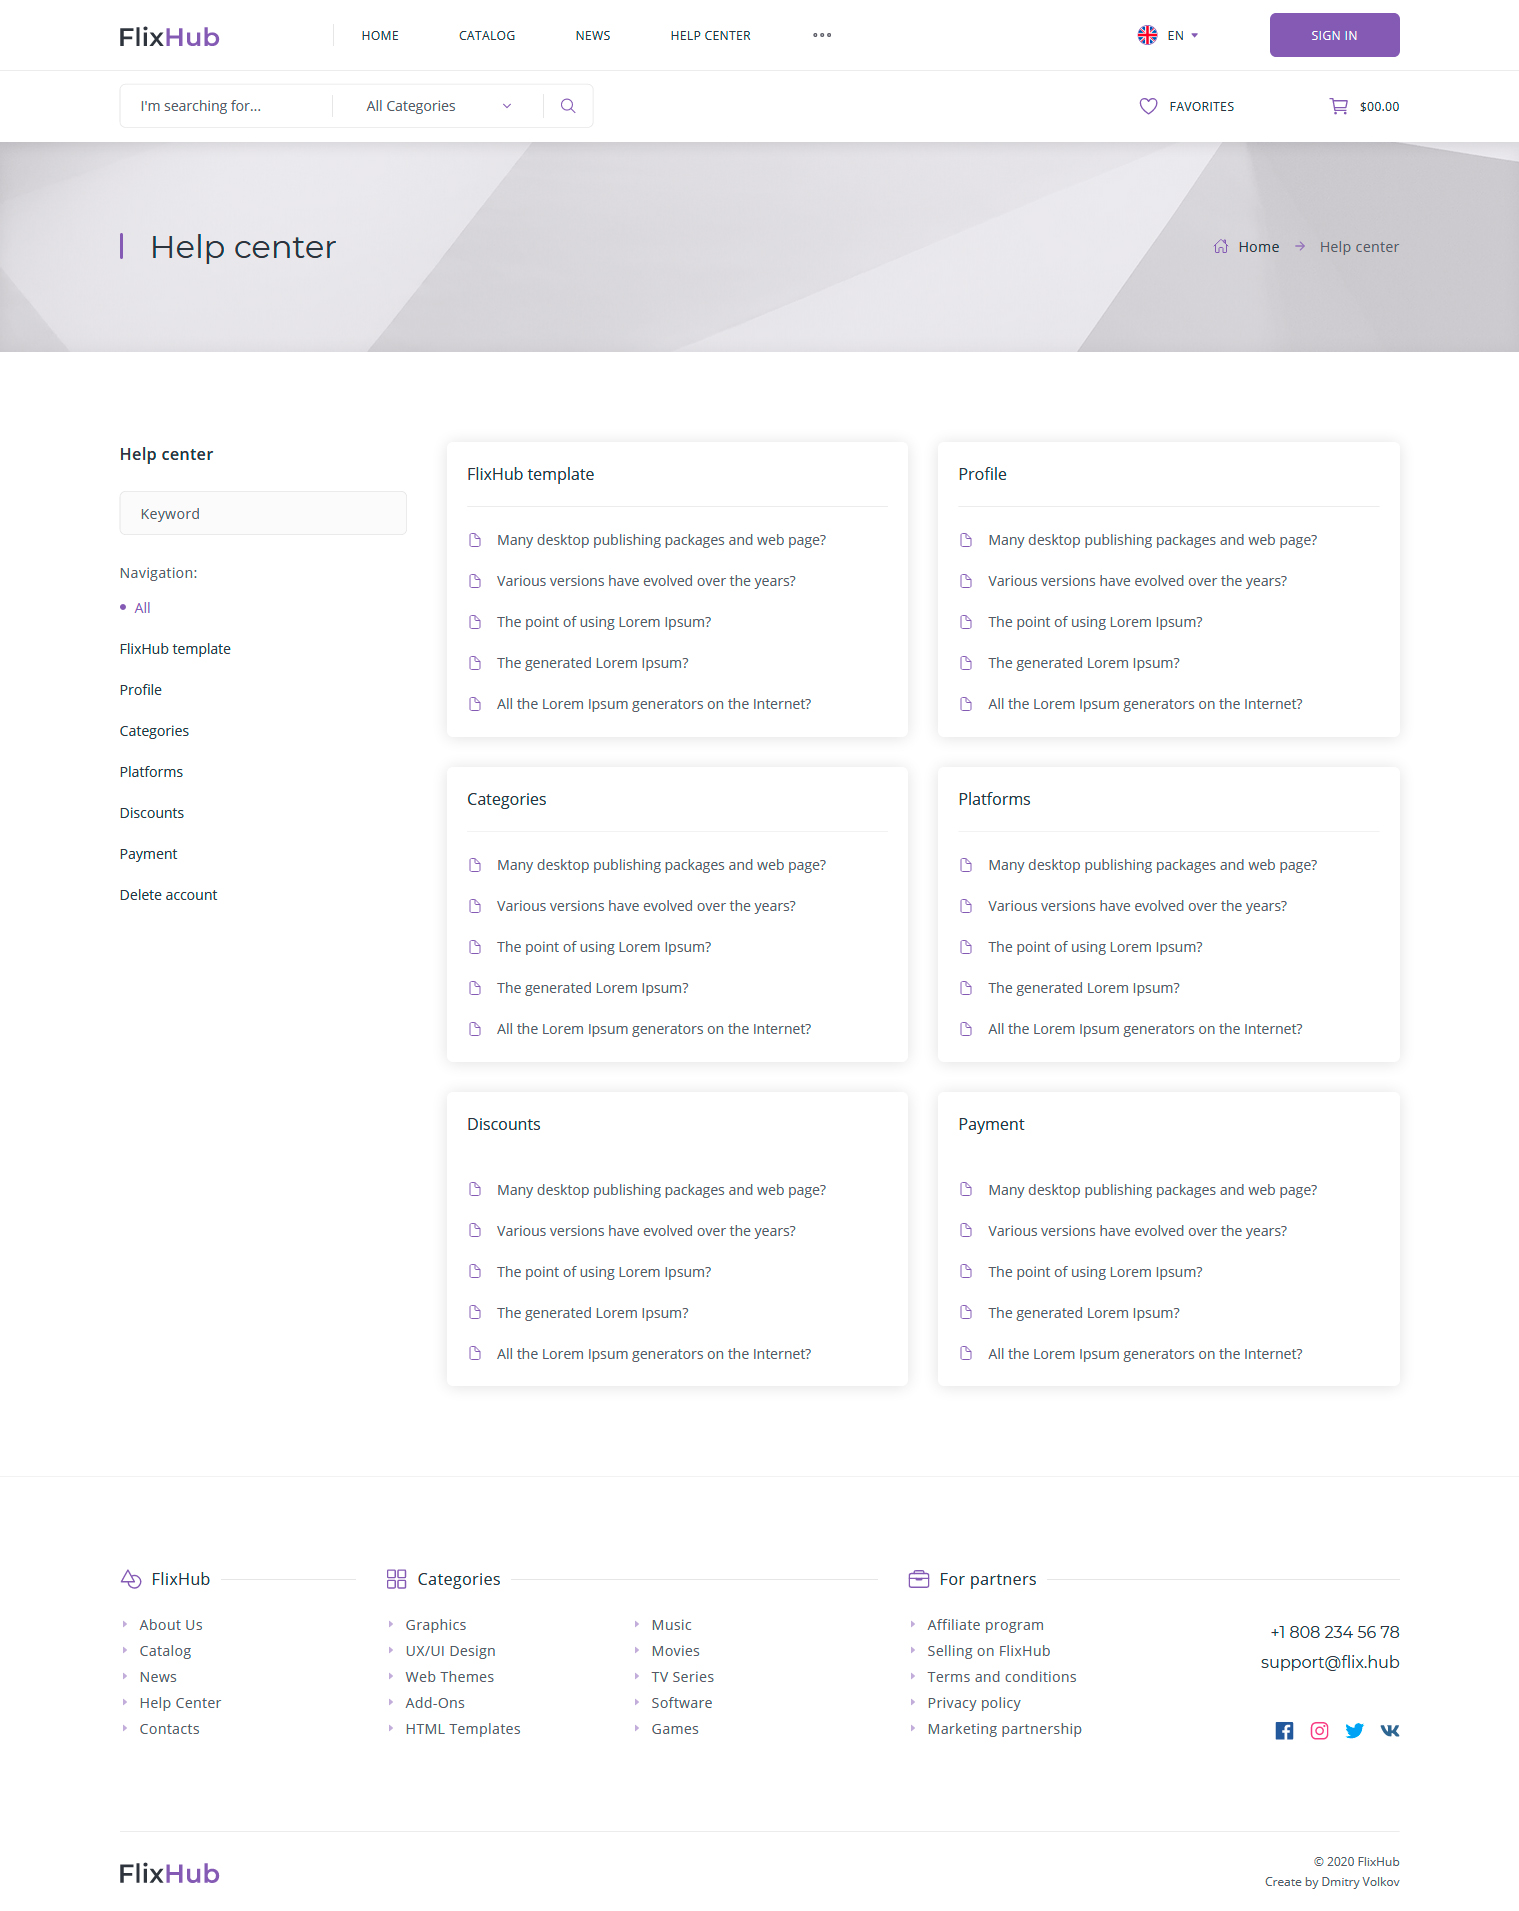 FlixHub
HOME
CATALOG
NEWS
HELP CENTER
EN
SIGN IN
I'm searching for...
All Categories
FAVORITES
$00.00
Help center
Home
Help center
Help center
Keyword
Navigation:
All
FlixHub template
Profile
Categories
Platforms
Discounts
Payment
Delete account
FlixHub template
Many desktop publishing packages and web page?
Various versions have evolved over the years?
The point of using Lorem Ipsum?
The generated Lorem Ipsum?
All the Lorem Ipsum generators on the Internet?
Profile
Many desktop publishing packages and web page?
Various versions have evolved over the years?
The point of using Lorem Ipsum?
The generated Lorem Ipsum?
All the Lorem Ipsum generators on the Internet?
Categories
Many desktop publishing packages and web page?
Various versions have evolved over the years?
The point of using Lorem Ipsum?
The generated Lorem Ipsum?
All the Lorem Ipsum generators on the Internet?
Platforms
Many desktop publishing packages and web page?
Various versions have evolved over the years?
The point of using Lorem Ipsum?
The generated Lorem Ipsum?
All the Lorem Ipsum generators on the Internet?
Discounts
Many desktop publishing packages and web page?
Various versions have evolved over the years?
The point of using Lorem Ipsum?
The generated Lorem Ipsum?
All the Lorem Ipsum generators on the Internet?
Payment
Many desktop publishing packages and web page?
Various versions have evolved over the years?
The point of using Lorem Ipsum?
The generated Lorem Ipsum?
All the Lorem Ipsum generators on the Internet?
FlixHub
About Us
Catalog
News
Help Center
Contacts
Categories
Graphics
UX/UI Design
Web Themes
Add-Ons
HTML Templates
Music
Movies
TV Series
Software
Games
For partners
Affiliate program
Selling on FlixHub
Terms and conditions
Privacy policy
Marketing partnership
+1 808 234 56 78
support@flix.hub
FlixHub
© 2020 FlixHub
Create by Dmitry Volkov